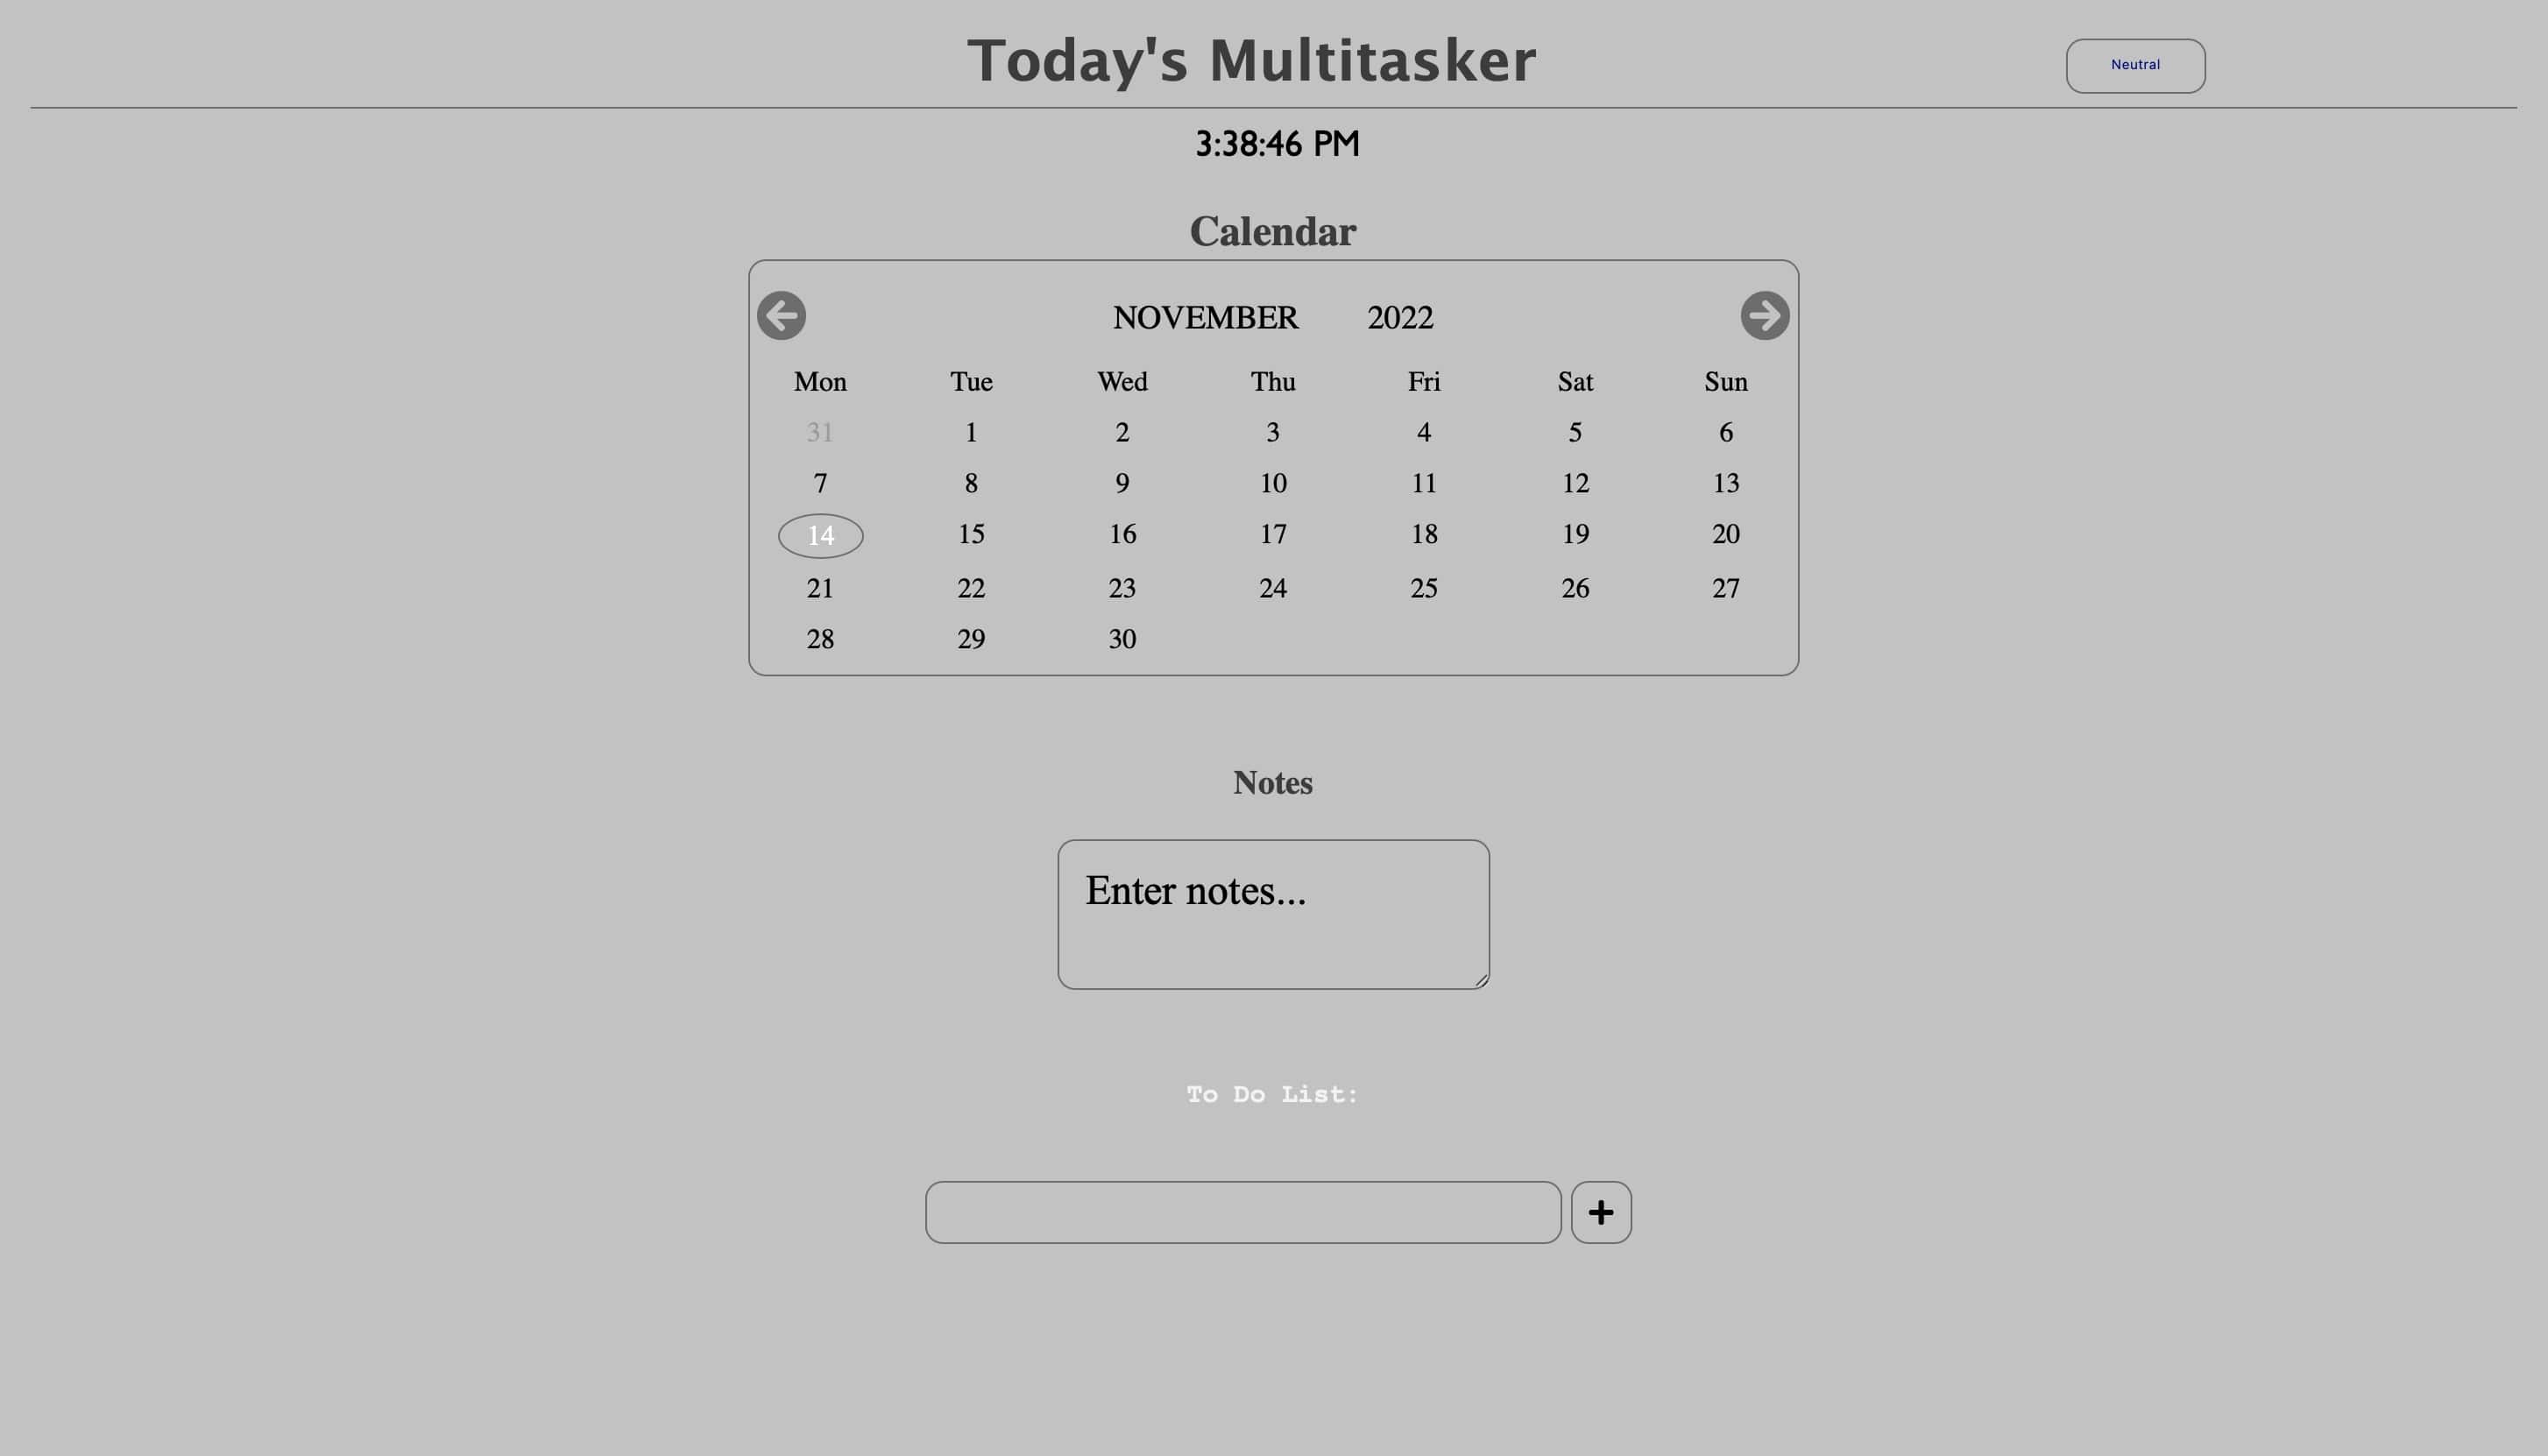 Today's Multitasker
Neutral
3:38:46 PM
Calendar
NOVEMBER 2022
Mon Tue Wed Thu Fri Sat Sun
31 1 2 3 4 5 6
7 8 9 10 11 12 13
14 15 16 17 18 19 20
21 22 23 24 25 26 27
28 29 30
Notes
Enter notes...
To Do List:
+